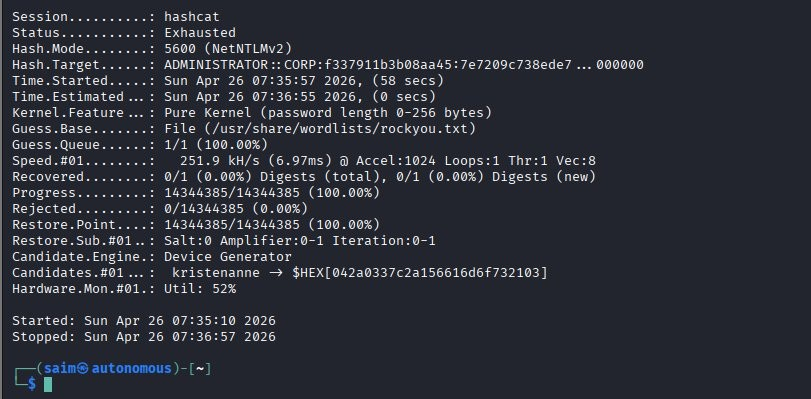 Session..........: hashcat
Status...........: Exhausted
Hash.Mode........: 5600 (NetNTLMv2)
Hash.Target......: ADMINISTRATOR::CORP:f337911b3b08aa45:7e7209c738ede7...000000
Time.Started.....: Sun Apr 26 07:35:57 2026, (58 secs)
Time.Estimated...: Sun Apr 26 07:36:55 2026, (0 secs)
Kernel.Feature...: Pure Kernel (password length 0-256 bytes)
Guess.Base.......: File (/usr/share/wordlists/rockyou.txt)
Guess.Queue......: 1/1 (100.00%)
Speed.#01........:   251.9 kH/s (6.97ms) @ Accel:1024 Loops:1 Thr:1 Vec:8
Recovered........: 0/1 (0.00%) Digests (total), 0/1 (0.00%) Digests (new)
Progress.........: 14344385/14344385 (100.00%)
Rejected.........: 0/14344385 (0.00%)
Restore.Point....: 14344385/14344385 (100.00%)
Restore.Sub.#01..: Salt:0 Amplifier:0-1 Iteration:0-1
Candidate.Engine.: Device Generator
Candidates.#01...:  kristenanne -> $HEX[042a0337c2a156616d6f732103]
Hardware.Mon.#01.: Util: 52%
Started: Sun Apr 26 07:35:10 2026
Stopped: Sun Apr 26 07:36:57 2026
┌──(saim㉿autonomous)-[~]
└─$